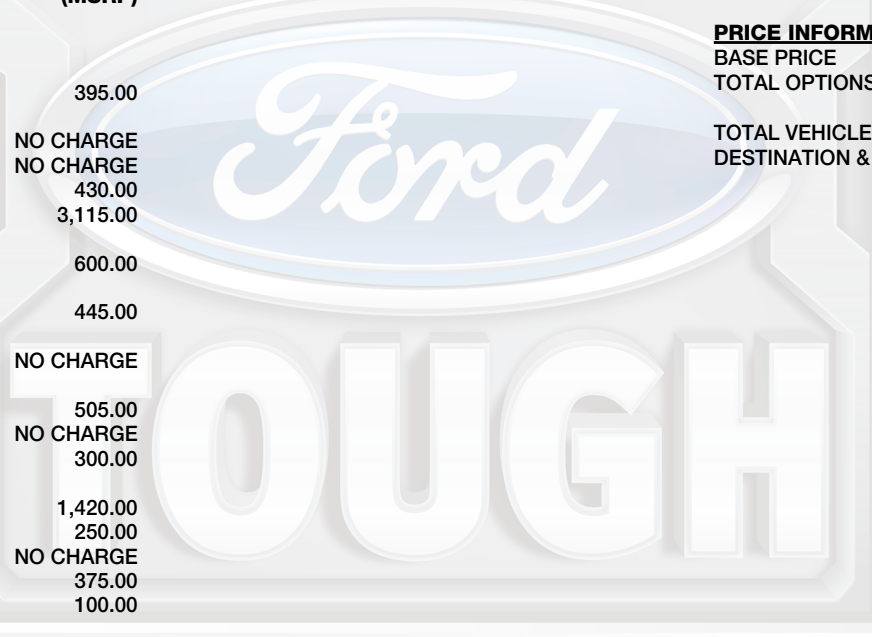 (MSRP)
PRICE INFORM
BASE PRICE
TOTAL OPTIONS
TOTAL VEHICLE
DESTINATION &
395.00
NO CHARGE
NO CHARGE
430.00
3,115.00
600.00
445.00
NO CHARGE
505.00
NO CHARGE
300.00
1,420.00
250.00
NO CHARGE
375.00
100.00
Ford
TOUGH